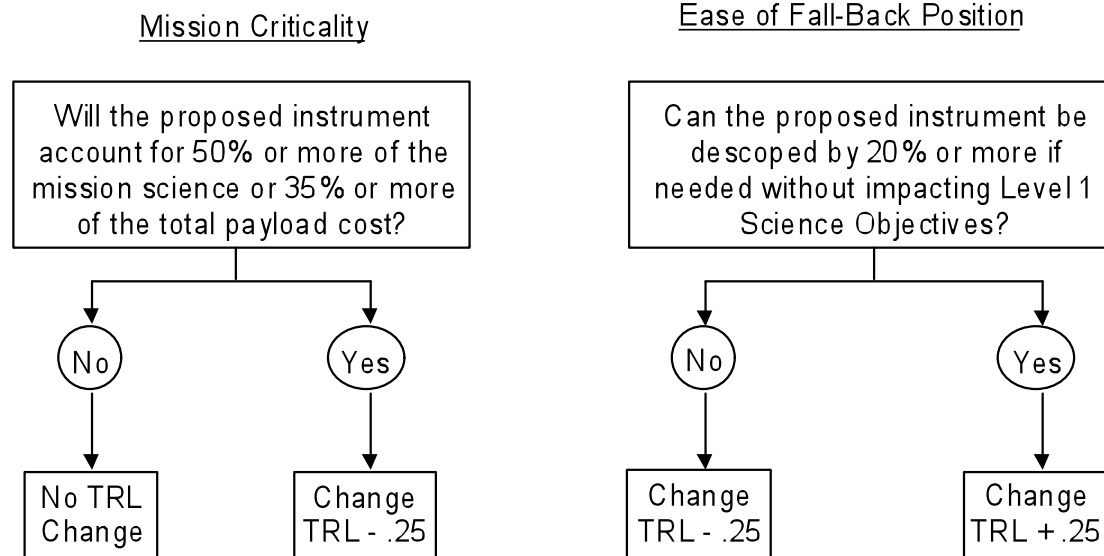 Mission Criticality
Will the proposed instrument
account for 50% or more of the
mission science or 35% or more
of the total payload cost?
No
Yes
No TRL
Change
Change
TRL - .25
Ease of Fall-Back Position
Can the proposed instrument be
descoped by 20% or more if
needed without impacting Level 1
Science Objectives?
No
Yes
Change
TRL - .25
Change
TRL + .25